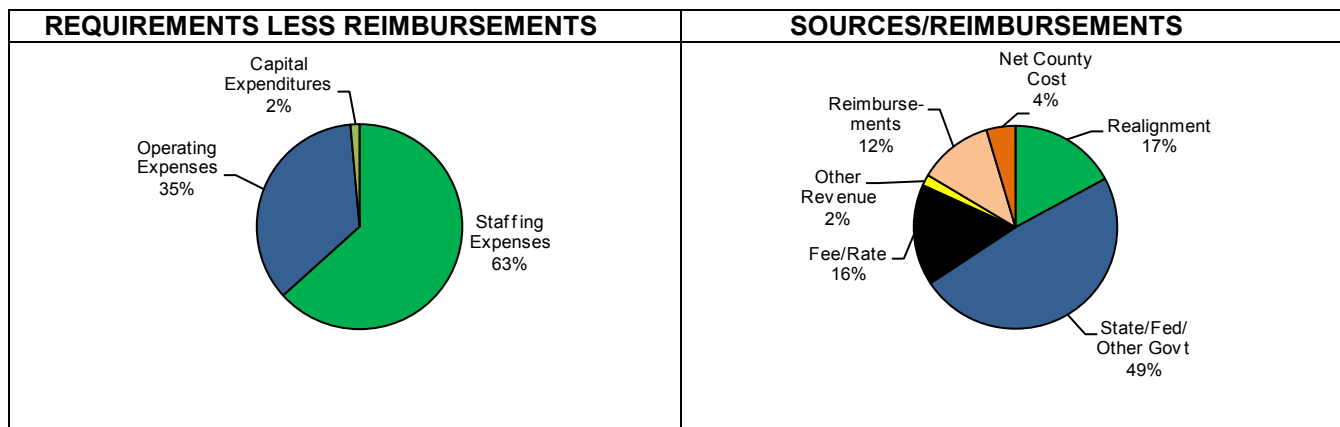 REQUIREMENTS LESS REIMBURSEMENTS
Capital
Expenditures
2%
Operating
Expenses
35%
Staffing
Expenses
63%
SOURCES/REIMBURSEMENTS
Net County
Cost
4%
Reimburse-
ments
12%
Realignment
17%
Other
Revenue
2%
Fee/Rate
16%
State/Fed/
Other Govt
49%